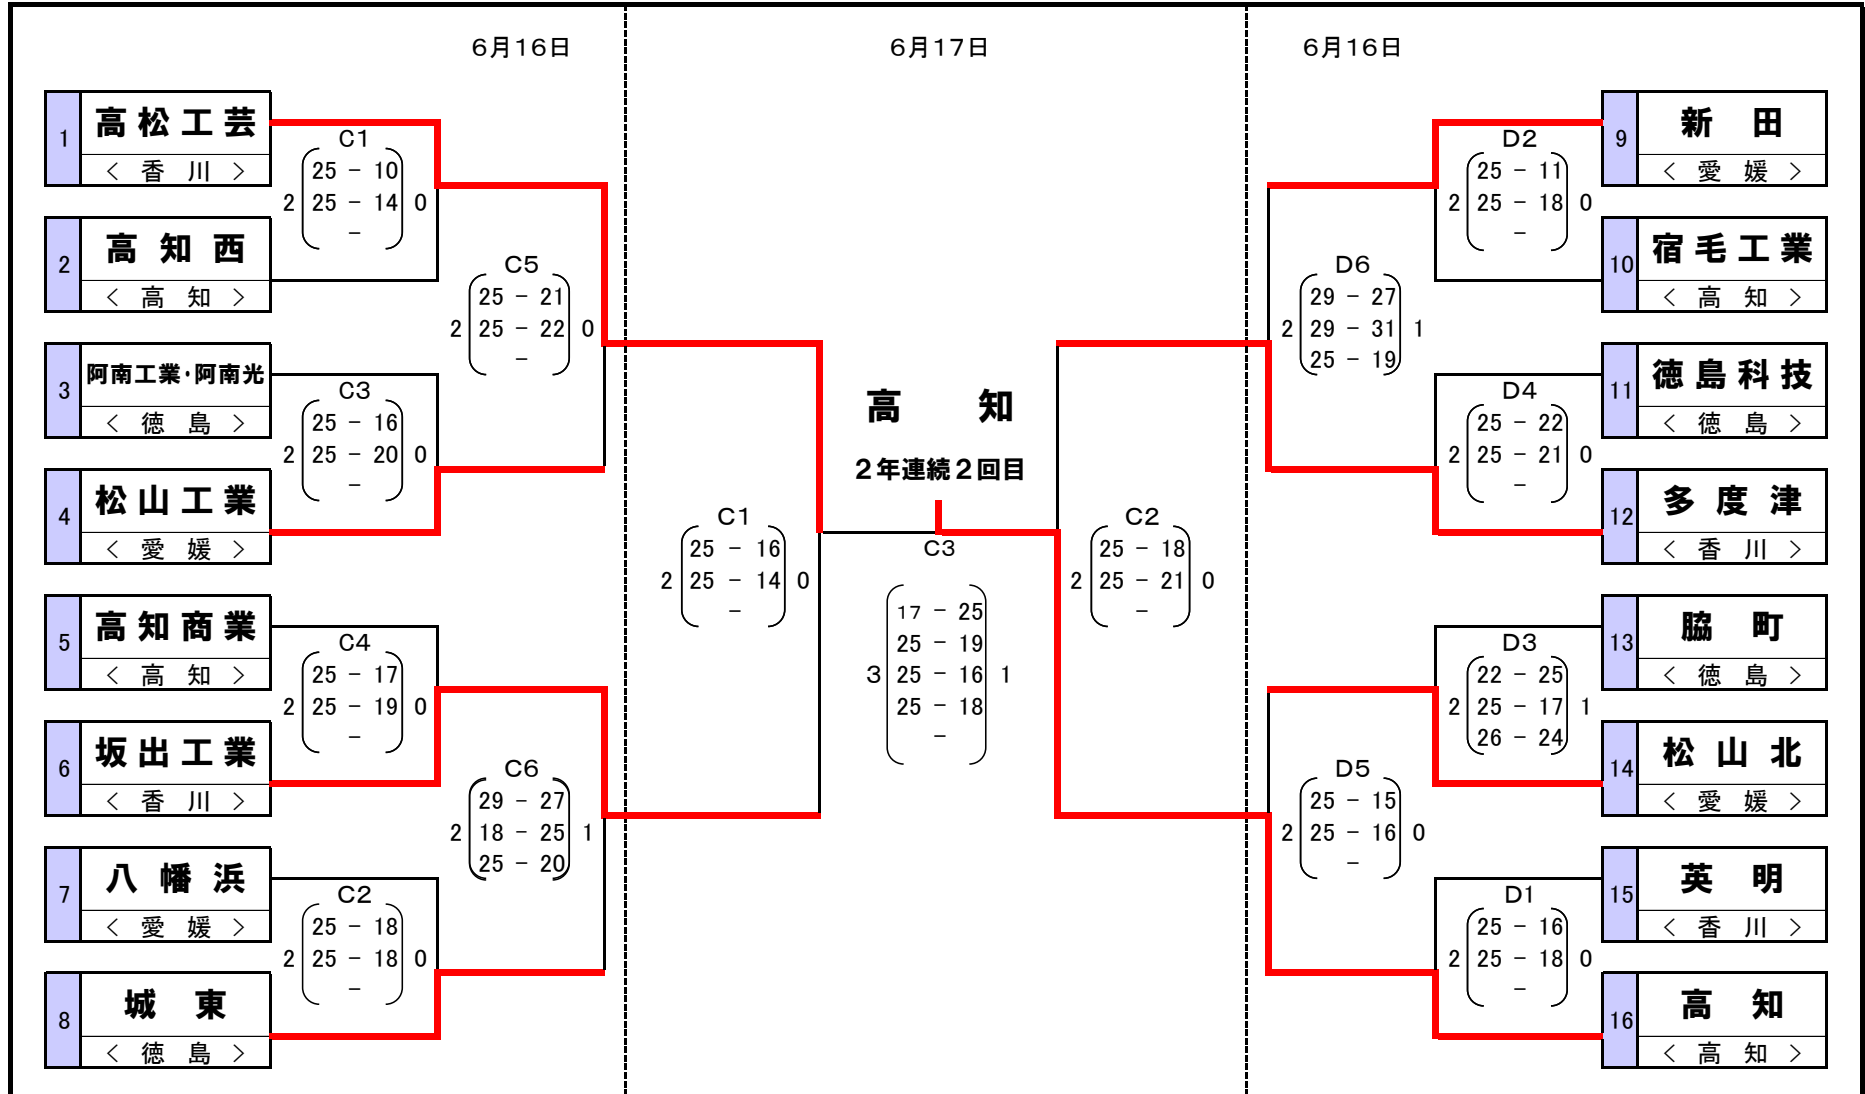 ６月１６日
６月１７日
６月１６日
1
高松工芸
＜ 香 川 ＞
2
高知西
＜ 高 知 ＞
3
阿南工業・阿南光
＜ 徳 島 ＞
4
松山工業
＜ 愛 媛 ＞
5
高知商業
＜ 高 知 ＞
6
坂出工業
＜ 香 川 ＞
7
八幡浜
＜ 愛 媛 ＞
8
城東
＜ 徳 島 ＞
C1
25 － 10
2 25 － 14 0
－
C3
25 － 16
2 25 － 20 0
－
C4
25 － 17
2 25 － 19 0
－
C2
25 － 18
2 25 － 18 0
－
C5
25 － 21
2 25 － 22 0
－
C6
29 － 27
2 18 － 25 1
25 － 20
C1
25 － 16
2 25 － 14 0
－
高　知
２年連続２回目
C3
17 － 25
25 － 19
3 25 － 16 1
25 － 18
－
C2
25 － 18
2 25 － 21 0
－
D6
29 － 27
2 29 － 31 1
25 － 19
D5
25 － 15
2 25 － 16 0
－
D2
25 － 11
2 25 － 18 0
－
D4
25 － 22
2 25 － 21 0
－
D3
22 － 25
2 25 － 17 1
26 － 24
D1
25 － 16
2 25 － 18 0
－
9
新田
＜ 愛 媛 ＞
10
宿毛工業
＜ 高 知 ＞
11
徳島科技
＜ 徳 島 ＞
12
多度津
＜ 香 川 ＞
13
脇町
＜ 徳 島 ＞
14
松山北
＜ 愛 媛 ＞
15
英明
＜ 香 川 ＞
16
高知
＜ 高 知 ＞